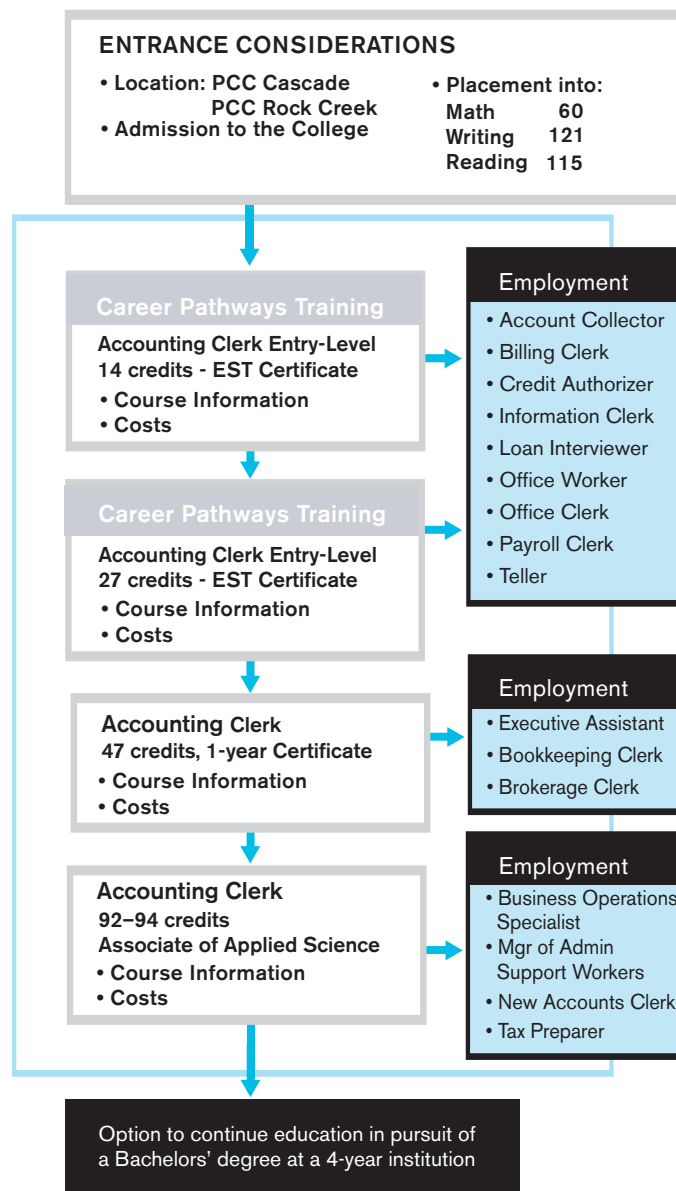 ENTRANCE CONSIDERATIONS
• Location: PCC Cascade
PCC Rock Creek
• Admission to the College
• Placement into:
Math 60
Writing 121
Reading 115
Career Pathways Training
Accounting Clerk Entry-Level
14 credits - EST Certificate
• Course Information
• Costs
Employment
• Account Collector
• Billing Clerk
• Credit Authorizer
• Information Clerk
• Loan Interviewer
• Office Worker
• Office Clerk
• Payroll Clerk
• Teller
Career Pathways Training
Accounting Clerk Entry-Level
27 credits - EST Certificate
• Course Information
• Costs
Accounting Clerk
47 credits, 1-year Certificate
• Course Information
• Costs
Employment
• Executive Assistant
• Bookkeeping Clerk
• Brokerage Clerk
Accounting Clerk
92–94 credits
Associate of Applied Science
• Course Information
• Costs
Employment
• Business Operations
Specialist
• Mgr of Admin
Support Workers
• New Accounts Clerk
• Tax Preparer
Option to continue education in pursuit of
a Bachelors’ degree at a 4-year institution